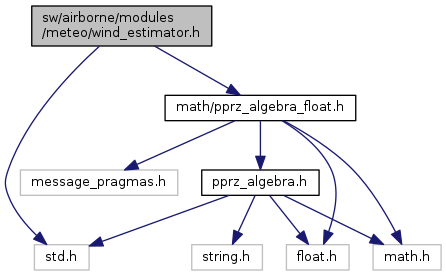 sw/airborne/modules
/meteo/wind_estimator.h
math/pprz_algebra_float.h
message_pragmas.h
pprz_algebra.h
std.h
string.h
float.h
math.h